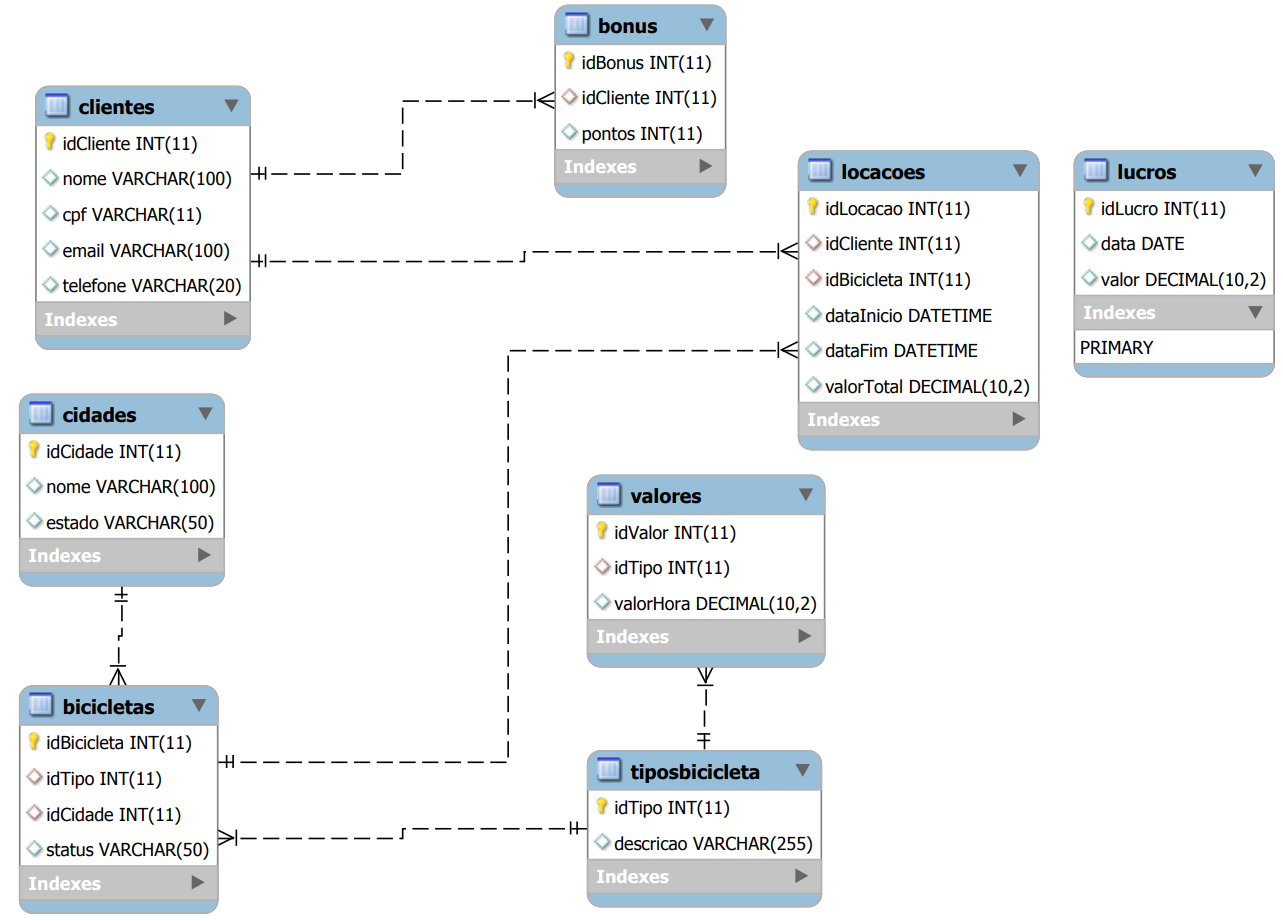 bonus
idBonus INT(11)
idCliente INT(11)
pontos INT(11)
Indexes
clientes
idCliente INT(11)
nome VARCHAR(100)
cpf VARCHAR(11)
email VARCHAR(100)
telefone VARCHAR(20)
Indexes
locacoes
idLocacao INT(11)
idCliente INT(11)
idBicicleta INT(11)
dataInicio DATETIME
dataFim DATETIME
valorTotal DECIMAL(10,2)
Indexes
lucros
idLucro INT(11)
data DATE
valor DECIMAL(10,2)
Indexes
PRIMARY
cidades
idCidade INT(11)
nome VARCHAR(100)
estado VARCHAR(50)
Indexes
valores
idValor INT(11)
idTipo INT(11)
valorHora DECIMAL(10,2)
Indexes
bicicletas
idBicicleta INT(11)
idTipo INT(11)
idCidade INT(11)
status VARCHAR(50)
Indexes
tiposbicicleta
idTipo INT(11)
descricao VARCHAR(255)
Indexes